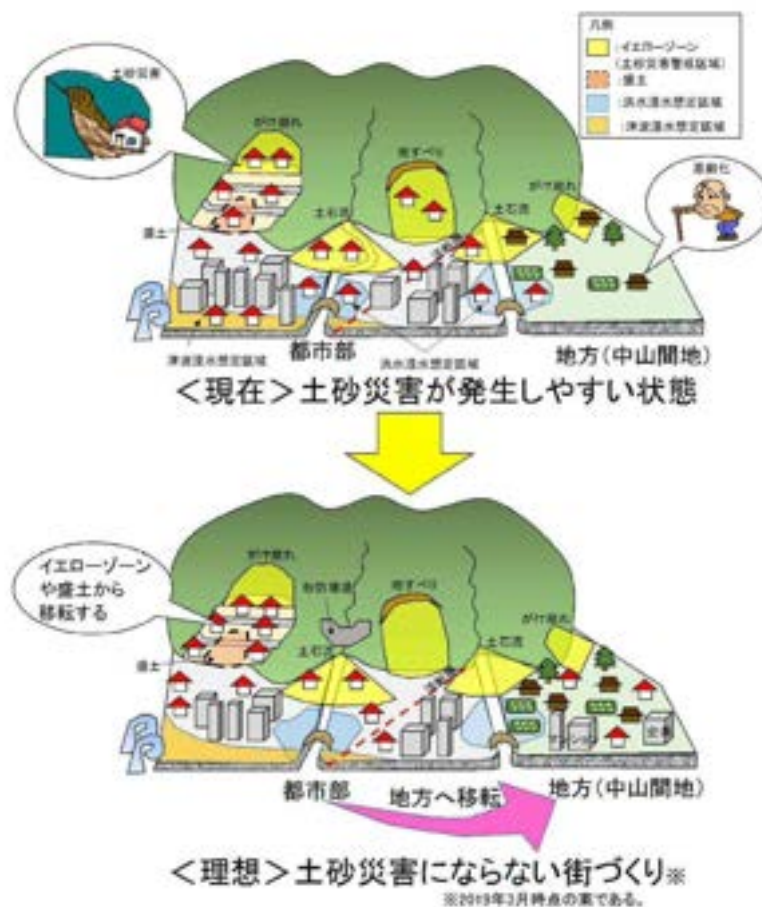 凡例
:イエローゾーン
(土砂災害警戒区域)
:盛土
:洪水浸水想定区域
:津波浸水想定区域
土砂災害
がけ崩れ
地すべり
がけ崩れ
高齢化
土石流
土石流
盛土
津波浸水想定区域
都市部
洪水浸水想定区域
地方(中山間地)
<現在>土砂災害が発生しやすい状態
イエローゾーン
や盛土から
移転する
がけ崩れ
砂防堰堤
地すべり
がけ崩れ
土石流
土石流
盛土
マンション
企業
都市部
地方へ移転
地方(中山間地)
<理想>土砂災害にならない街づくり※
※2019年3月時点の案である。